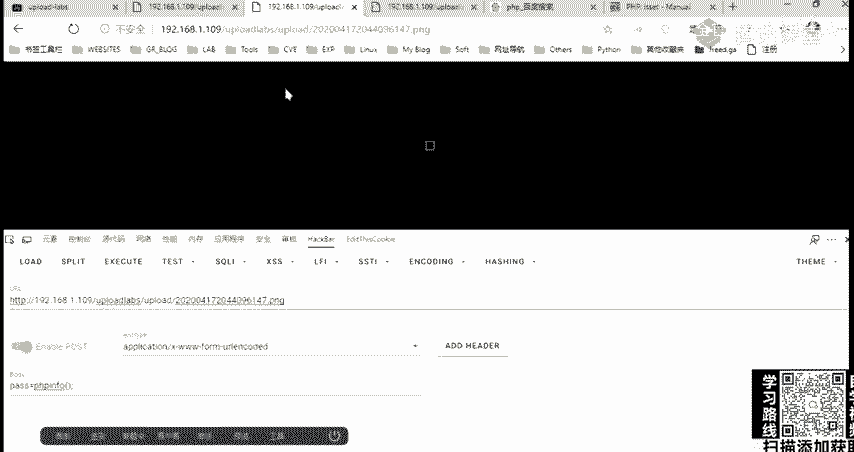 upload-labs 192.168.1.109/upload 192.168.1.109/upload 192.168.1.109/upload php_百度搜索 PHP: isset - Manual
不安全 192.168.1.109/uploadlabs/upload/202004172044096147.png
书签工具栏 WEBSITES GR_BLOG LAB Tools CVE EXP Linux My Blog Soft 网址导航 Others Python 其他收藏夹 freed.ga 注册
元素 控制台 源代码 网络 性能 内存 应用程序 安全 审核 HackBar EditThisCookie
LOAD SPLIT EXECUTE TEST SQLI XSS LFI SSTI ENCODING HASHING THEME
URL
http://192.168.1.109/uploadlabs/upload/202004172044096147.png
enctype
Enable POST application/x-www-form-urlencoded ADD HEADER
Body
pass=phpinfo();
学习路线
扫描添加获取